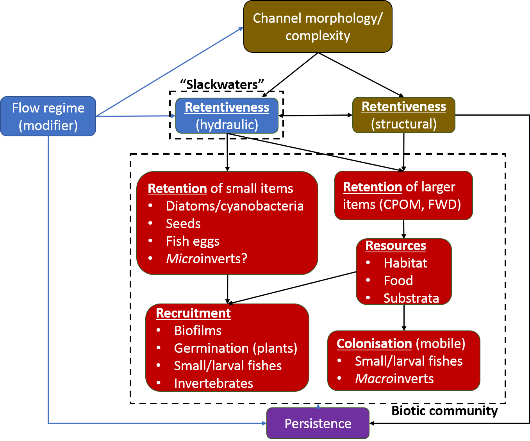 Channel morphology/
complexity
“Slackwaters”
Flow regime
(modifier)
Retentiveness
(hydraulic)
Retentiveness
(structural)
Retention of small items
• Diatoms/cyanobacteria
• Seeds
• Fish eggs
• Microinverts?
Retention of larger
items (CPOM, FWD)
Resources
• Habitat
• Food
• Substrata
Recruitment
• Biofilms
• Germination (plants)
• Small/larval fishes
• Invertebrates
Colonisation (mobile)
• Small/larval fishes
• Macroinverts
Biotic community
Persistence